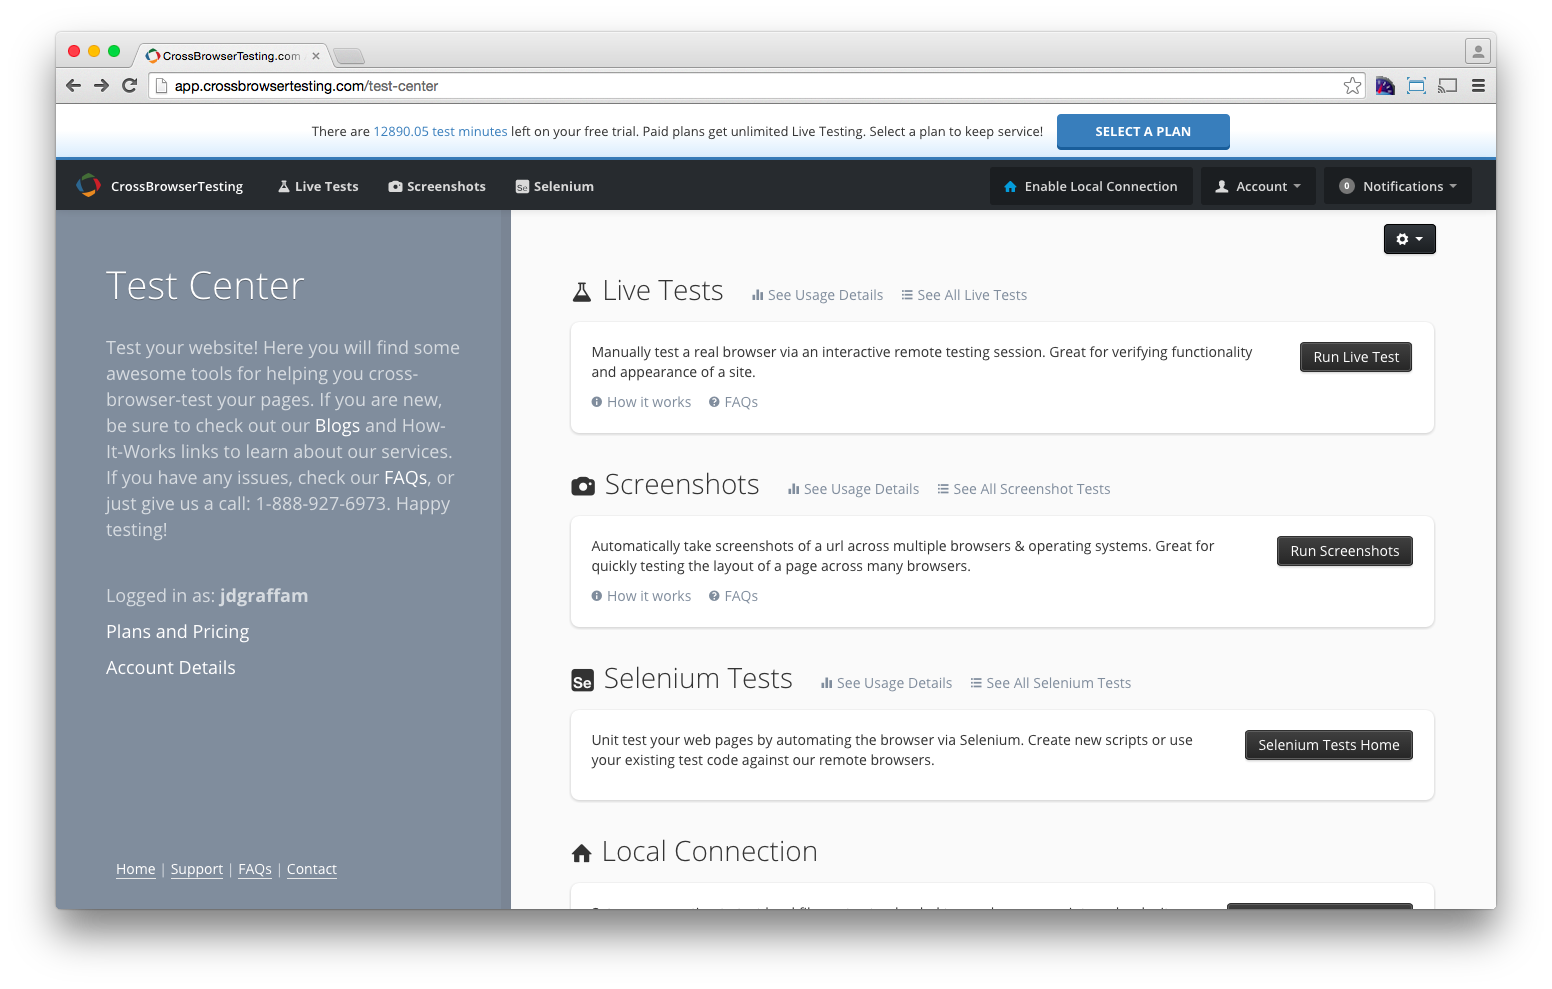 CrossBrowserTesting.com
app.crossbrowsertesting.com/test-center
There are 12890.05 test minutes left on your free trial. Paid plans get unlimited Live Testing. Select a plan to keep service! SELECT A PLAN
CrossBrowserTesting Live Tests Screenshots Se Selenium Enable Local Connection Account 0 Notifications
Test Center
Test your website! Here you will find some
awesome tools for helping you cross-
browser-test your pages. If you are new,
be sure to check out our Blogs and How-
It-Works links to learn about our services.
If you have any issues, check our FAQs, or
just give us a call: 1-888-927-6973. Happy
testing!
Logged in as: jdgraffam
Plans and Pricing
Account Details
Home | Support | FAQs | Contact
Live Tests See Usage Details See All Live Tests
Manually test a real browser via an interactive remote testing session. Great for verifying functionality
and appearance of a site.
Run Live Test
How it works FAQs
Screenshots See Usage Details See All Screenshot Tests
Automatically take screenshots of a url across multiple browsers & operating systems. Great for
quickly testing the layout of a page across many browsers.
Run Screenshots
How it works FAQs
Se Selenium Tests See Usage Details See All Selenium Tests
Unit test your web pages by automating the browser via Selenium. Create new scripts or use
your existing test code against our remote browsers.
Selenium Tests Home
Local Connection